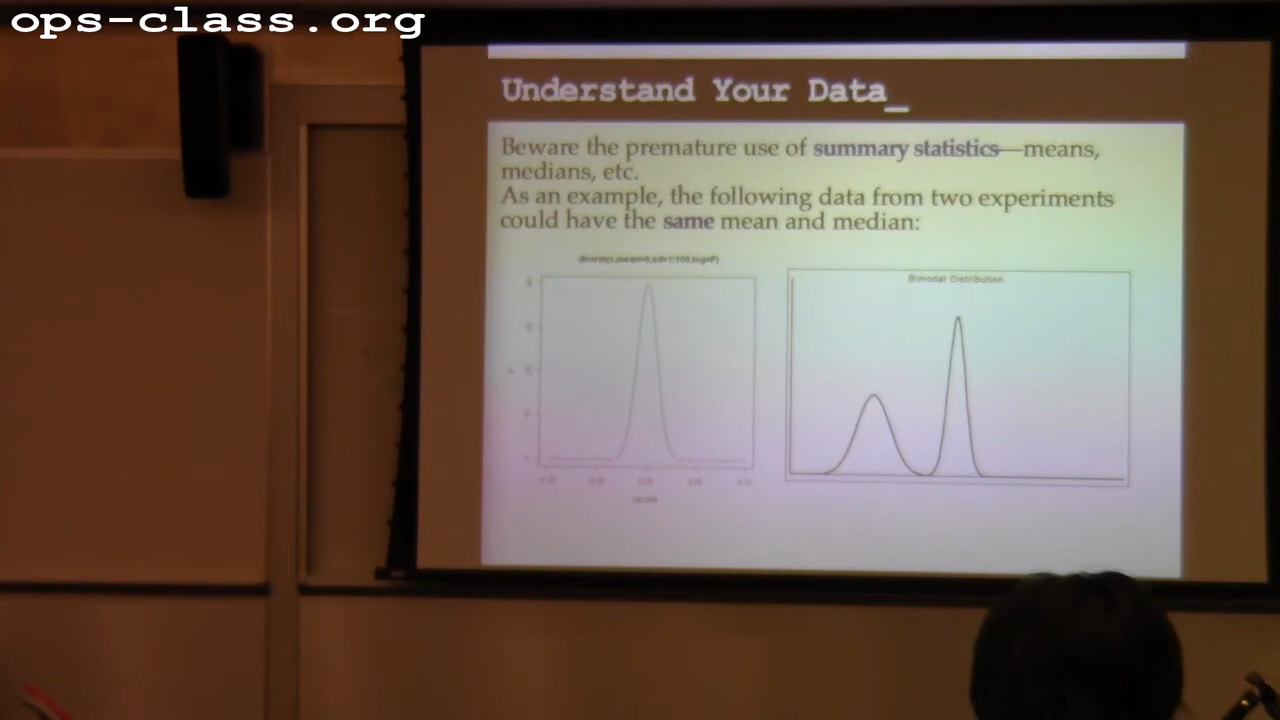 ops-class.org
Understand Your Data_
Beware the premature use of summary statistics—means,
medians, etc.
As an example, the following data from two experiments
could have the same mean and median:
Bimodal Distribution